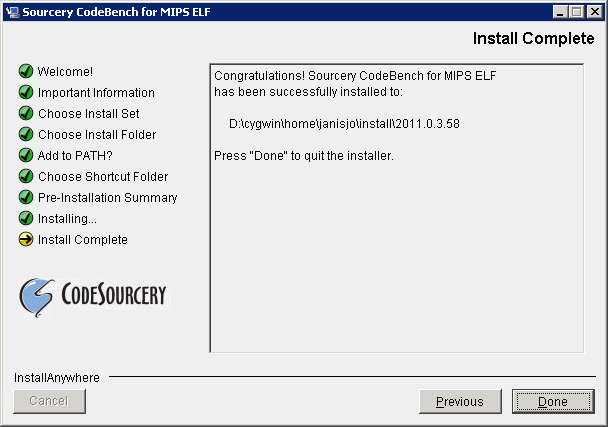 Sourcery CodeBench for MIPS ELF
Install Complete
Welcome!
Important Information
Choose Install Set
Choose Install Folder
Add to PATH?
Choose Shortcut Folder
Pre-Installation Summary
Installing...
Install Complete
CODESOURCERY
Congratulations! Sourcery CodeBench for MIPS ELF
has been successfully installed to:
D:\cygwin\home\janisjo\install\2011.0.3.58
Press "Done" to quit the installer.
InstallAnywhere
Cancel
Previous
Done